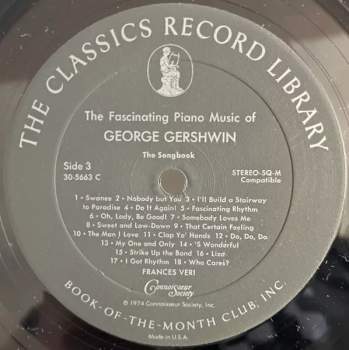 THE CLASSICS RECORD LIBRARY
The Fascinating Piano Music of
GEORGE GERSHWIN
The Songbook
Side 3
30-5663 C
STEREO-SQ-M
Compatible
1 • Swanee 2 • Nobody but You 3 • I'll Build a Stairway
to Paradise 4 • Do It Again! 5 • Fascinating Rhythm
6 • Oh, Lady, Be Good! 7 • Somebody Loves Me
8 • Sweet and Low-Down 9 • That Certain Feeling
10 • The Man I Love 11 • Clap Yo' Hands 12 • Do, Do, Do
13 • My One and Only 14 • 'S Wonderful
15 • Strike Up the Band 16 • Liza
17 • I Got Rhythm 18 • Who Cares?
FRANCES VERI
Connoisseur
Society
℗ 1974 Connoisseur Society, Inc.
BOOK-OF-THE-MONTH CLUB, INC.
Made in U.S.A.